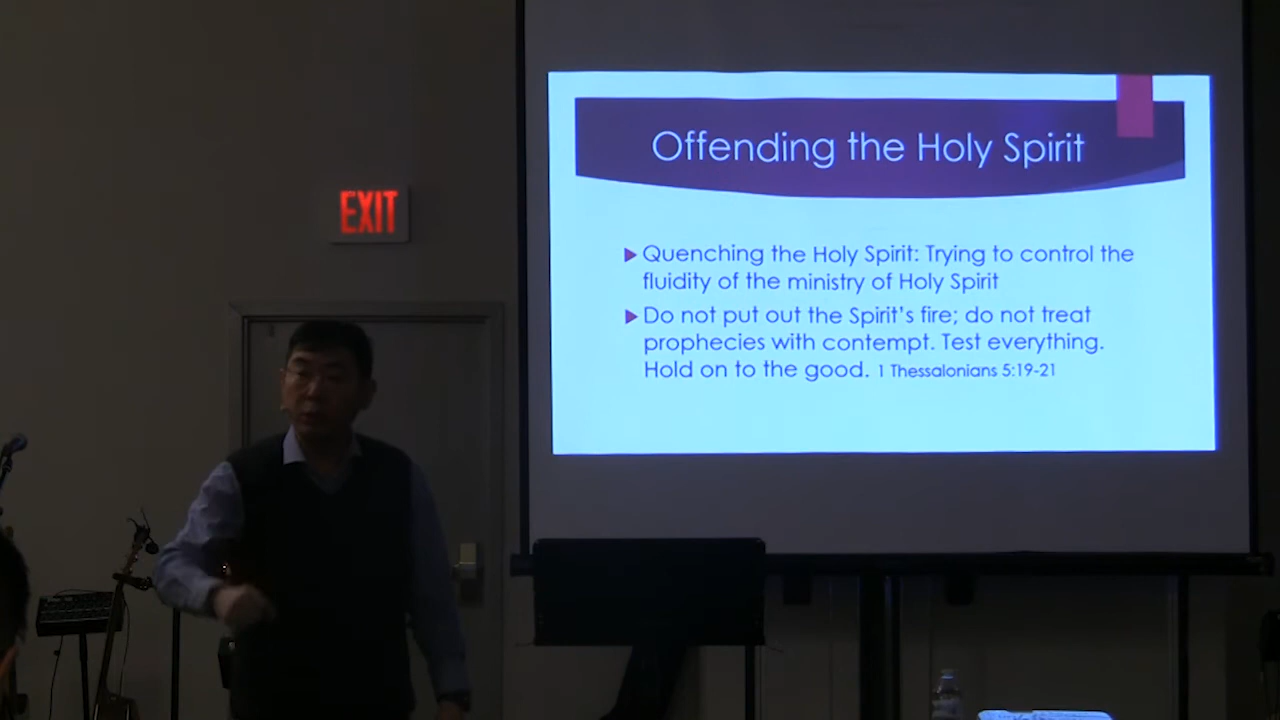 EXIT
Offending the Holy Spirit
Quenching the Holy Spirit: Trying to control the
fluidity of the ministry of Holy Spirit
Do not put out the Spirit's fire; do not treat
prophecies with contempt. Test everything.
Hold on to the good. 1 Thessalonians 5:19-21